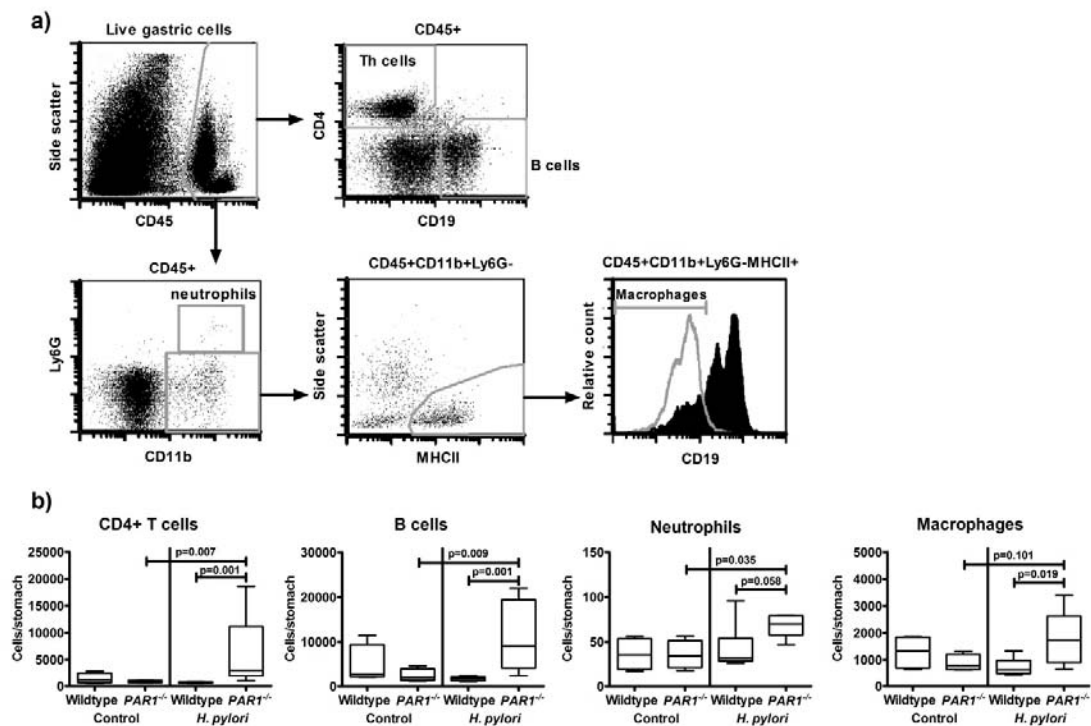 a)
Live gastric cells
Side scatter
CD45
CD45+
Th cells
CD4
B cells
CD19
CD45+
neutrophils
Ly6G
CD11b
CD45+CD11b+Ly6G-
Side scatter
MHCII
CD45+CD11b+Ly6G-MHCII+
Macrophages
Relative count
CD19
b)
CD4+ T cells
Cells/stomach
25000
20000
15000
10000
5000
0
p=0.007
p=0.001
Wildtype PAR1-/- Wildtype PAR1-/-
Control H. pylori
B cells
Cells/stomach
30000
20000
10000
0
p=0.009
p=0.001
Wildtype PAR1-/- Wildtype PAR1-/-
Control H. pylori
Neutrophils
Cells/stomach
150
100
50
0
p=0.035
p=0.058
Wildtype PAR1-/- Wildtype PAR1-/-
Control H. pylori
Macrophages
Cells/stomach
5000
4000
3000
2000
1000
0
p=0.101
p=0.019
Wildtype PAR1-/- Wildtype PAR1-/-
Control H. pylori